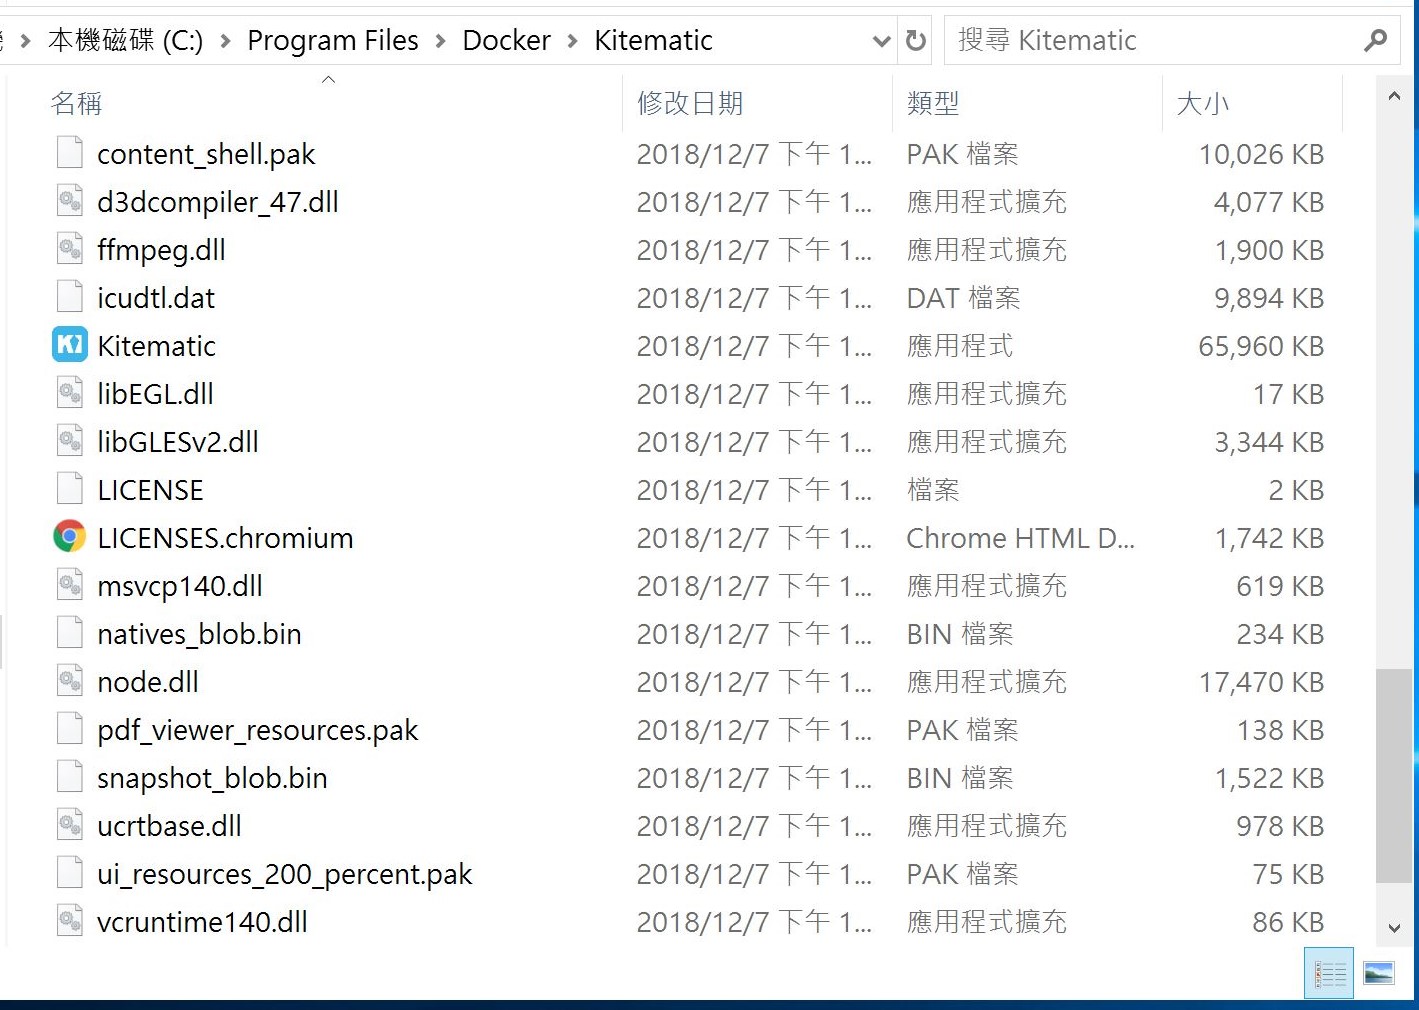 本機磁碟 (C:) > Program Files > Docker > Kitematic 搜尋 Kitematic
名稱 修改日期 類型 大小
content_shell.pak 2018/12/7 下午 1... PAK 檔案 10,026 KB
d3dcompiler_47.dll 2018/12/7 下午 1... 應用程式擴充 4,077 KB
ffmpeg.dll 2018/12/7 下午 1... 應用程式擴充 1,900 KB
icudtl.dat 2018/12/7 下午 1... DAT 檔案 9,894 KB
Kitematic 2018/12/7 下午 1... 應用程式 65,960 KB
libEGL.dll 2018/12/7 下午 1... 應用程式擴充 17 KB
libGLESv2.dll 2018/12/7 下午 1... 應用程式擴充 3,344 KB
LICENSE 2018/12/7 下午 1... 檔案 2 KB
LICENSES.chromium 2018/12/7 下午 1... Chrome HTML D... 1,742 KB
msvcp140.dll 2018/12/7 下午 1... 應用程式擴充 619 KB
natives_blob.bin 2018/12/7 下午 1... BIN 檔案 234 KB
node.dll 2018/12/7 下午 1... 應用程式擴充 17,470 KB
pdf_viewer_resources.pak 2018/12/7 下午 1... PAK 檔案 138 KB
snapshot_blob.bin 2018/12/7 下午 1... BIN 檔案 1,522 KB
ucrtbase.dll 2018/12/7 下午 1... 應用程式擴充 978 KB
ui_resources_200_percent.pak 2018/12/7 下午 1... PAK 檔案 75 KB
vcruntime140.dll 2018/12/7 下午 1... 應用程式擴充 86 KB